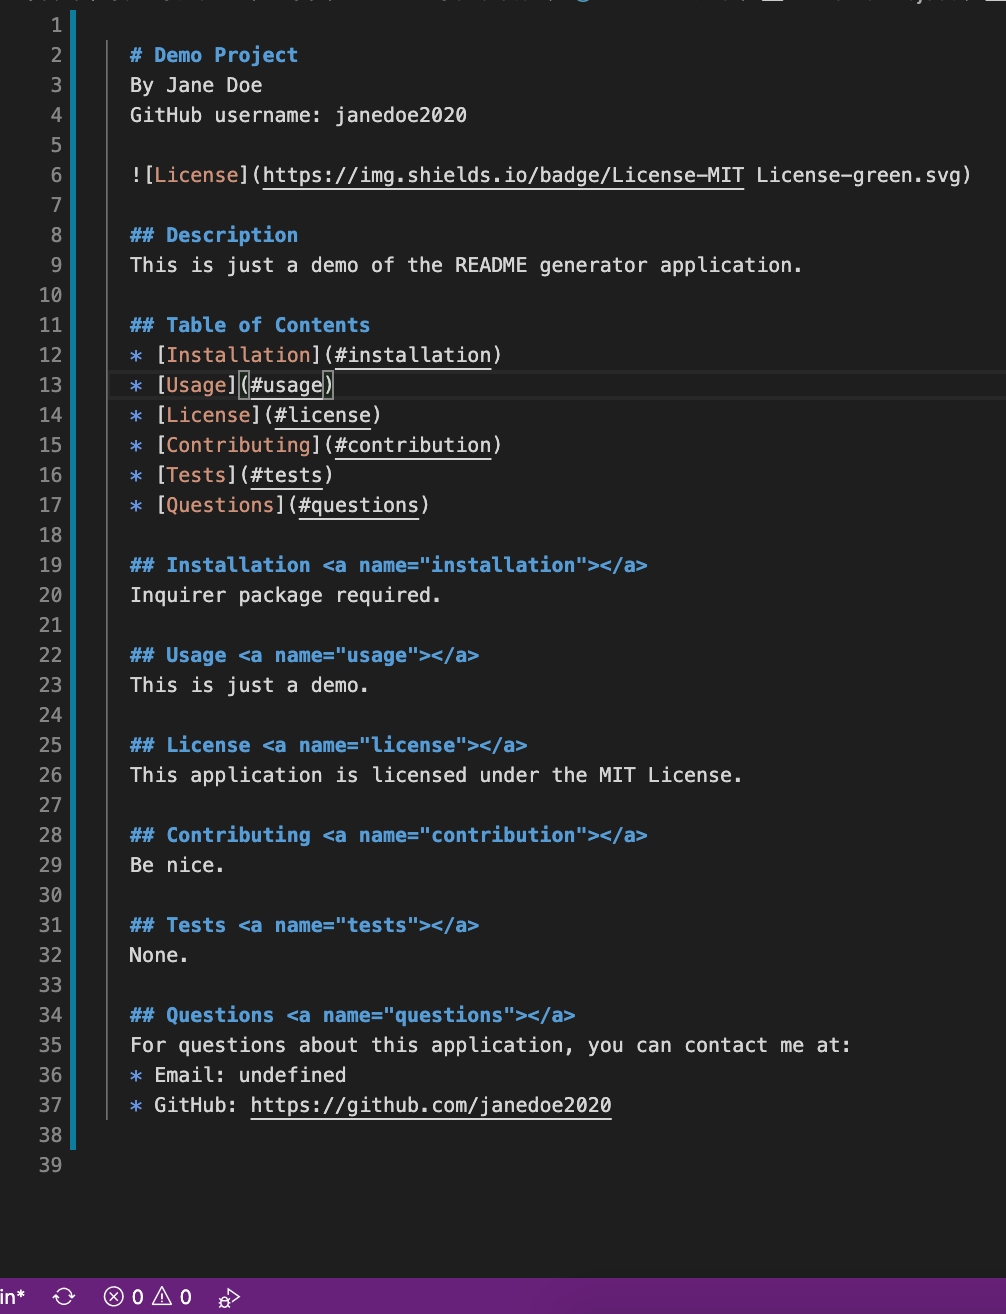 1
2 # Demo Project
3 By Jane Doe
4 GitHub username: janedoe2020
5
6 ![License](https://img.shields.io/badge/License-MIT License-green.svg)
7
8 ## Description
9 This is just a demo of the README generator application.
10
11 ## Table of Contents
12 * [Installation](#installation)
13 * [Usage](#usage)
14 * [License](#license)
15 * [Contributing](#contribution)
16 * [Tests](#tests)
17 * [Questions](#questions)
18
19 ## Installation <a name="installation"></a>
20 Inquirer package required.
21
22 ## Usage <a name="usage"></a>
23 This is just a demo.
24
25 ## License <a name="license"></a>
26 This application is licensed under the MIT License.
27
28 ## Contributing <a name="contribution"></a>
29 Be nice.
30
31 ## Tests <a name="tests"></a>
32 None.
33
34 ## Questions <a name="questions"></a>
35 For questions about this application, you can contact me at:
36 * Email: undefined
37 * GitHub: https://github.com/janedoe2020
38
39
in* 0 0